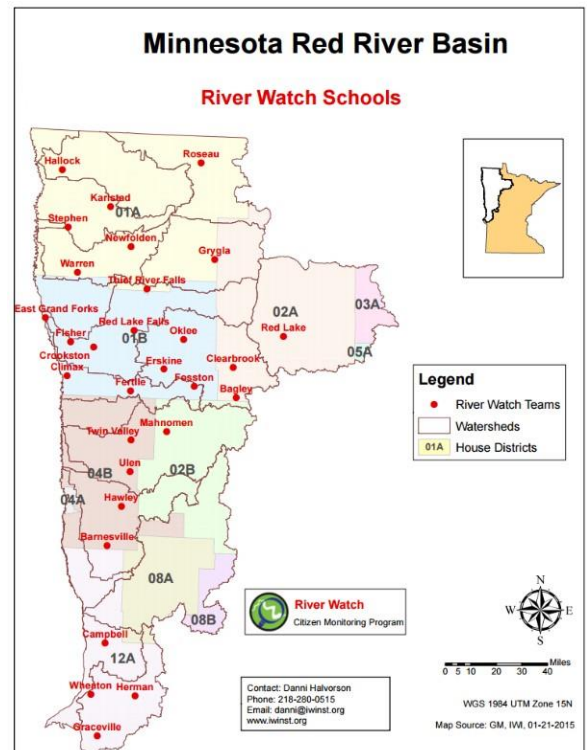 Minnesota Red River Basin
River Watch Schools
Hallock
Roseau
Karlsted
01A
Stephen
Newfolden
Grygla
Warren
Thief River Falls
East Grand Forks
Red Lake Falls
Oklee
02A
03A
Fisher
01B
Red Lake
05A
Crookston
Erskine
Clearbrook
Climax
Fosston
Fertile
Bagley
Mahnomen
Twin Valley
Ulen
04B
02B
04A
Hawley
Barnesville
08A
08B
Campbell
12A
Wheaton
Herman
Graceville
Legend
River Watch Teams
Watersheds
01A House Districts
River Watch
Citizen Monitoring Program
Contact: Danni Halvorson
Phone: 218-280-0515
Email: danni@iwinst.org
www.iwinst.org
N
W E
S
Miles
0 5 10 20 30 40
WGS 1984 UTM Zone 15N
Map Source: GM, IWI, 01-21-2015